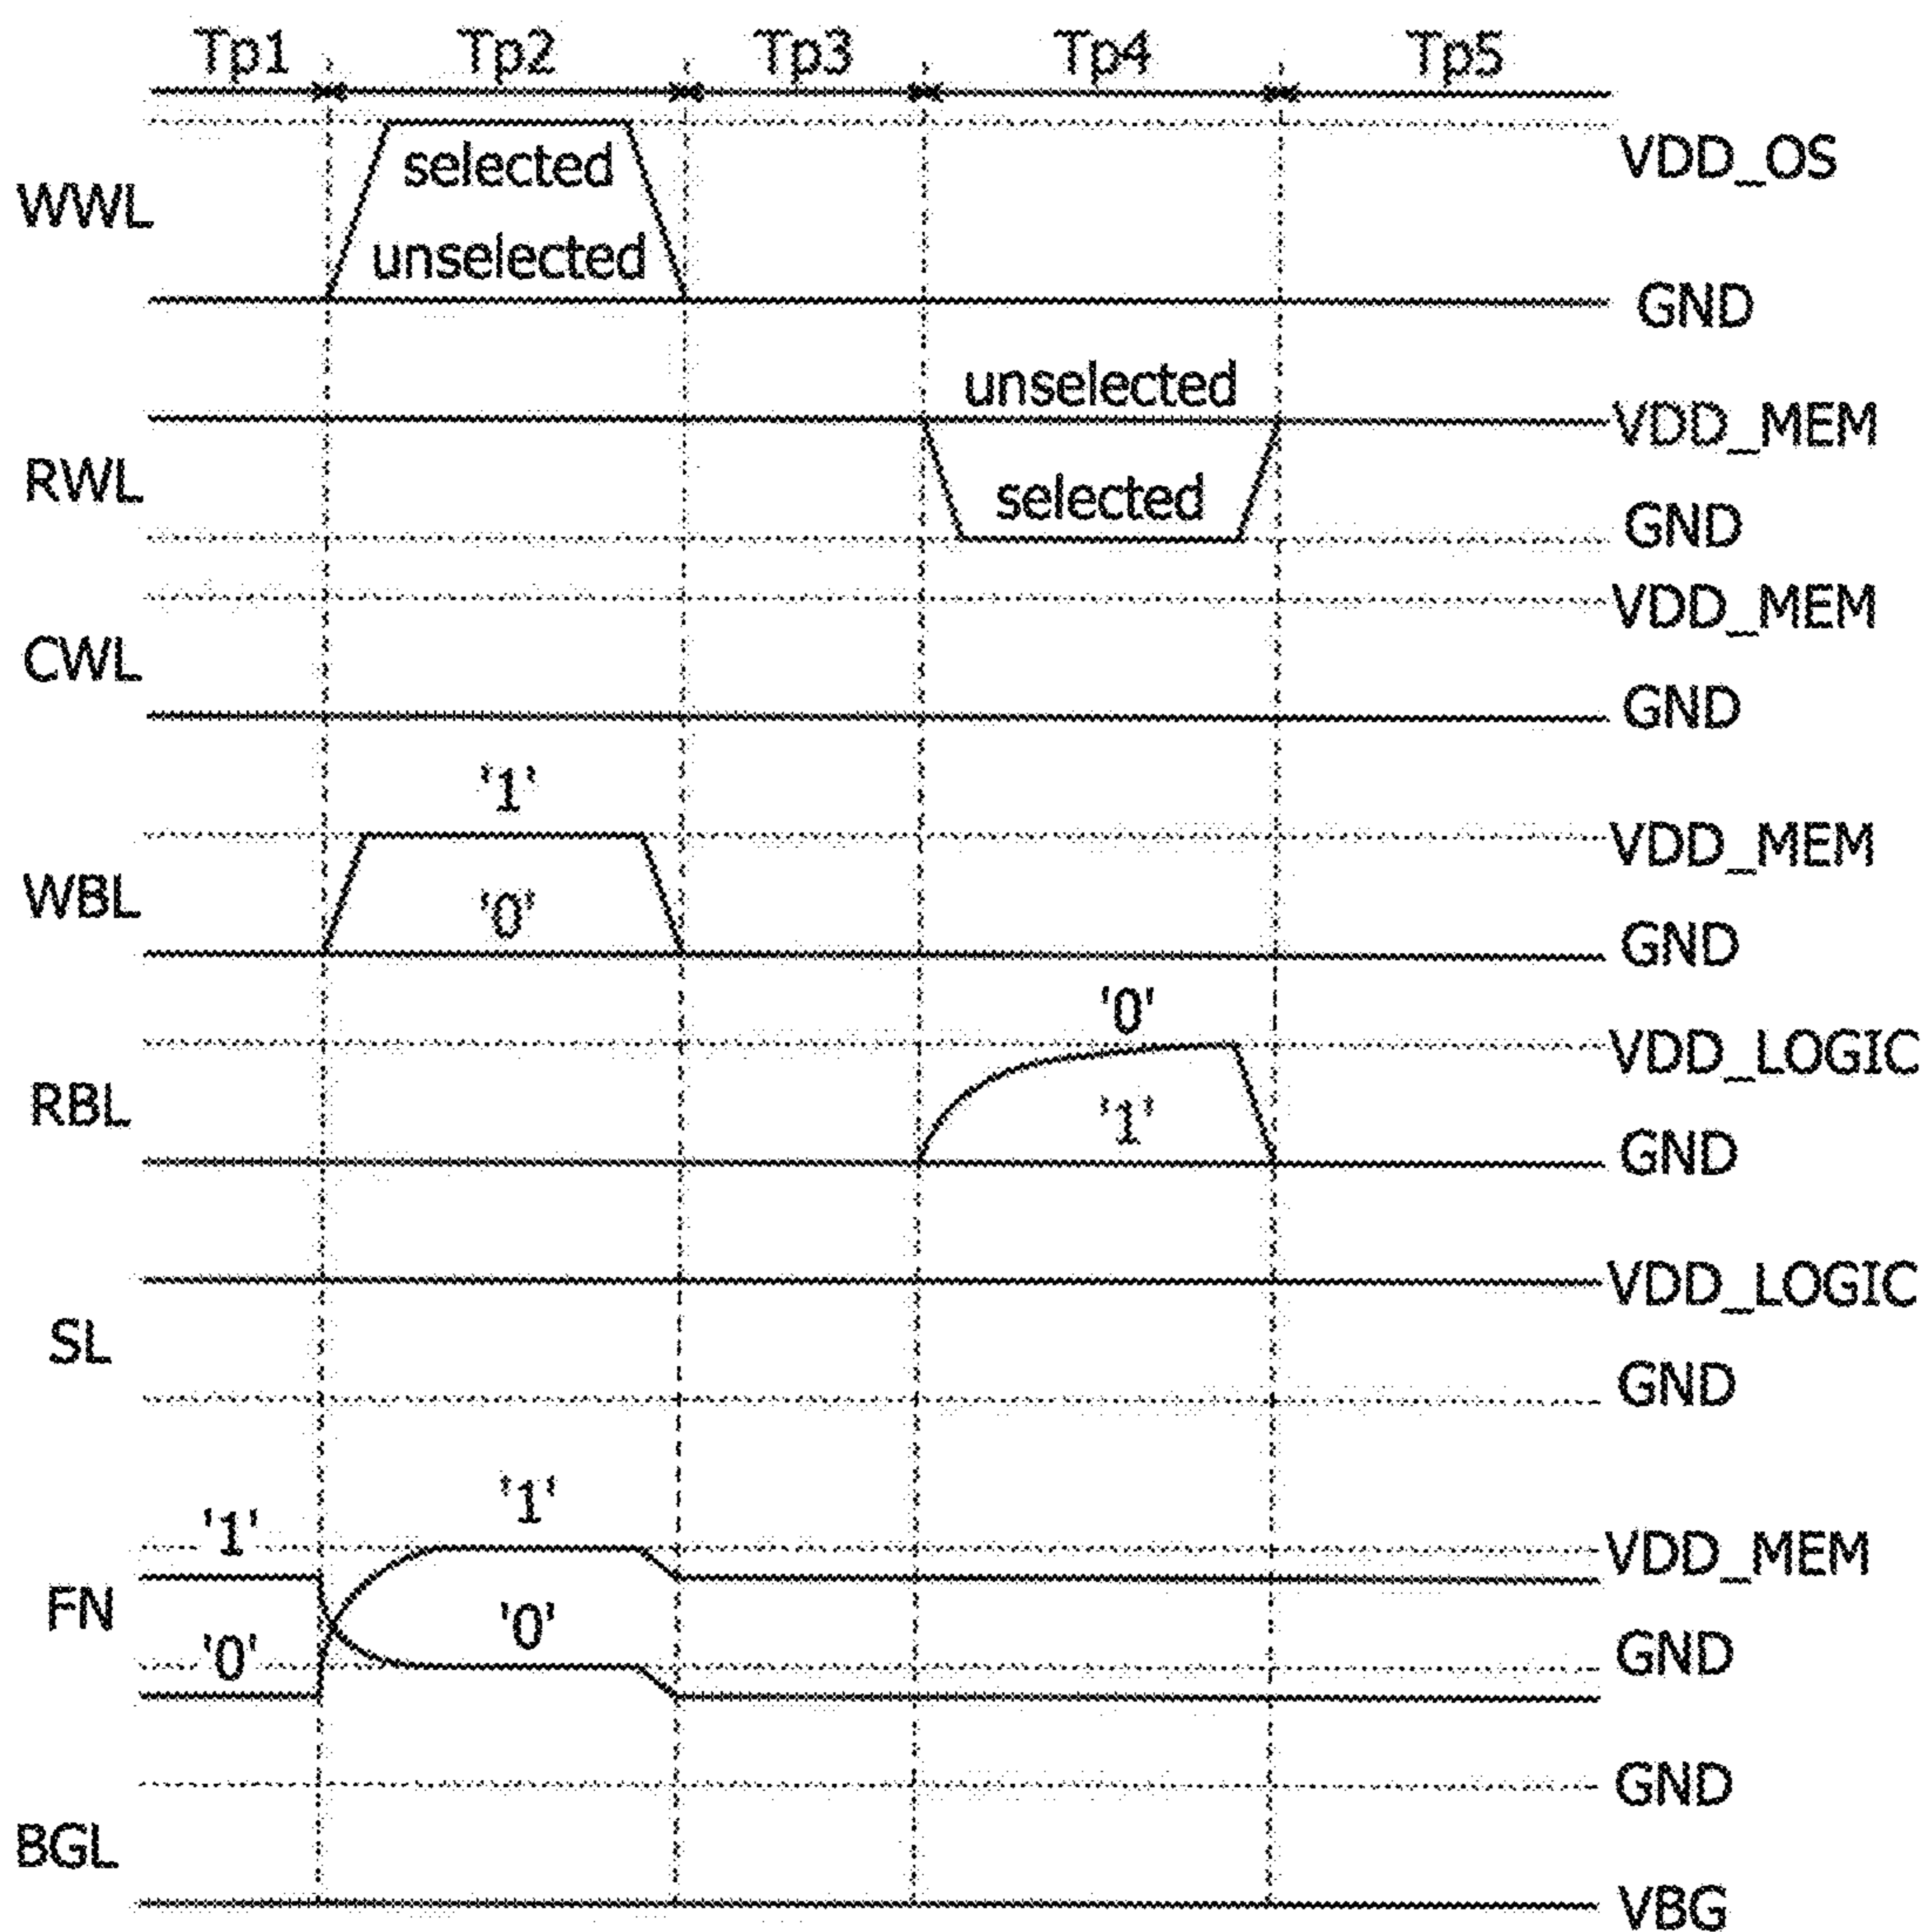 Tp1 Tp2 Tp3 Tp4 Tp5
VDD_OS
selected
WWL
unselected
GND
unselected
VDD_MEM
RWL
selected
GND
VDD_MEM
CWL
GND
'1'
VDD_MEM
WBL
'0'
GND
'0'
VDD_LOGIC
RBL
'1'
GND
VDD_LOGIC
SL
GND
'1'
'1'
VDD_MEM
FN
'0'
'0'
GND
GND
BGL
VBG